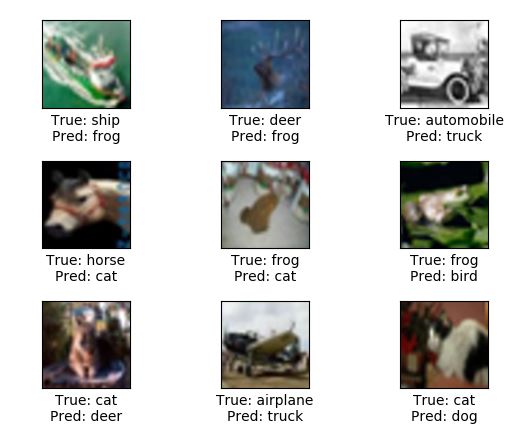 True: ship
Pred: frog
True: deer
Pred: frog
True: automobile
Pred: truck
True: horse
Pred: cat
True: frog
Pred: cat
True: frog
Pred: bird
True: cat
Pred: deer
True: airplane
Pred: truck
True: cat
Pred: dog